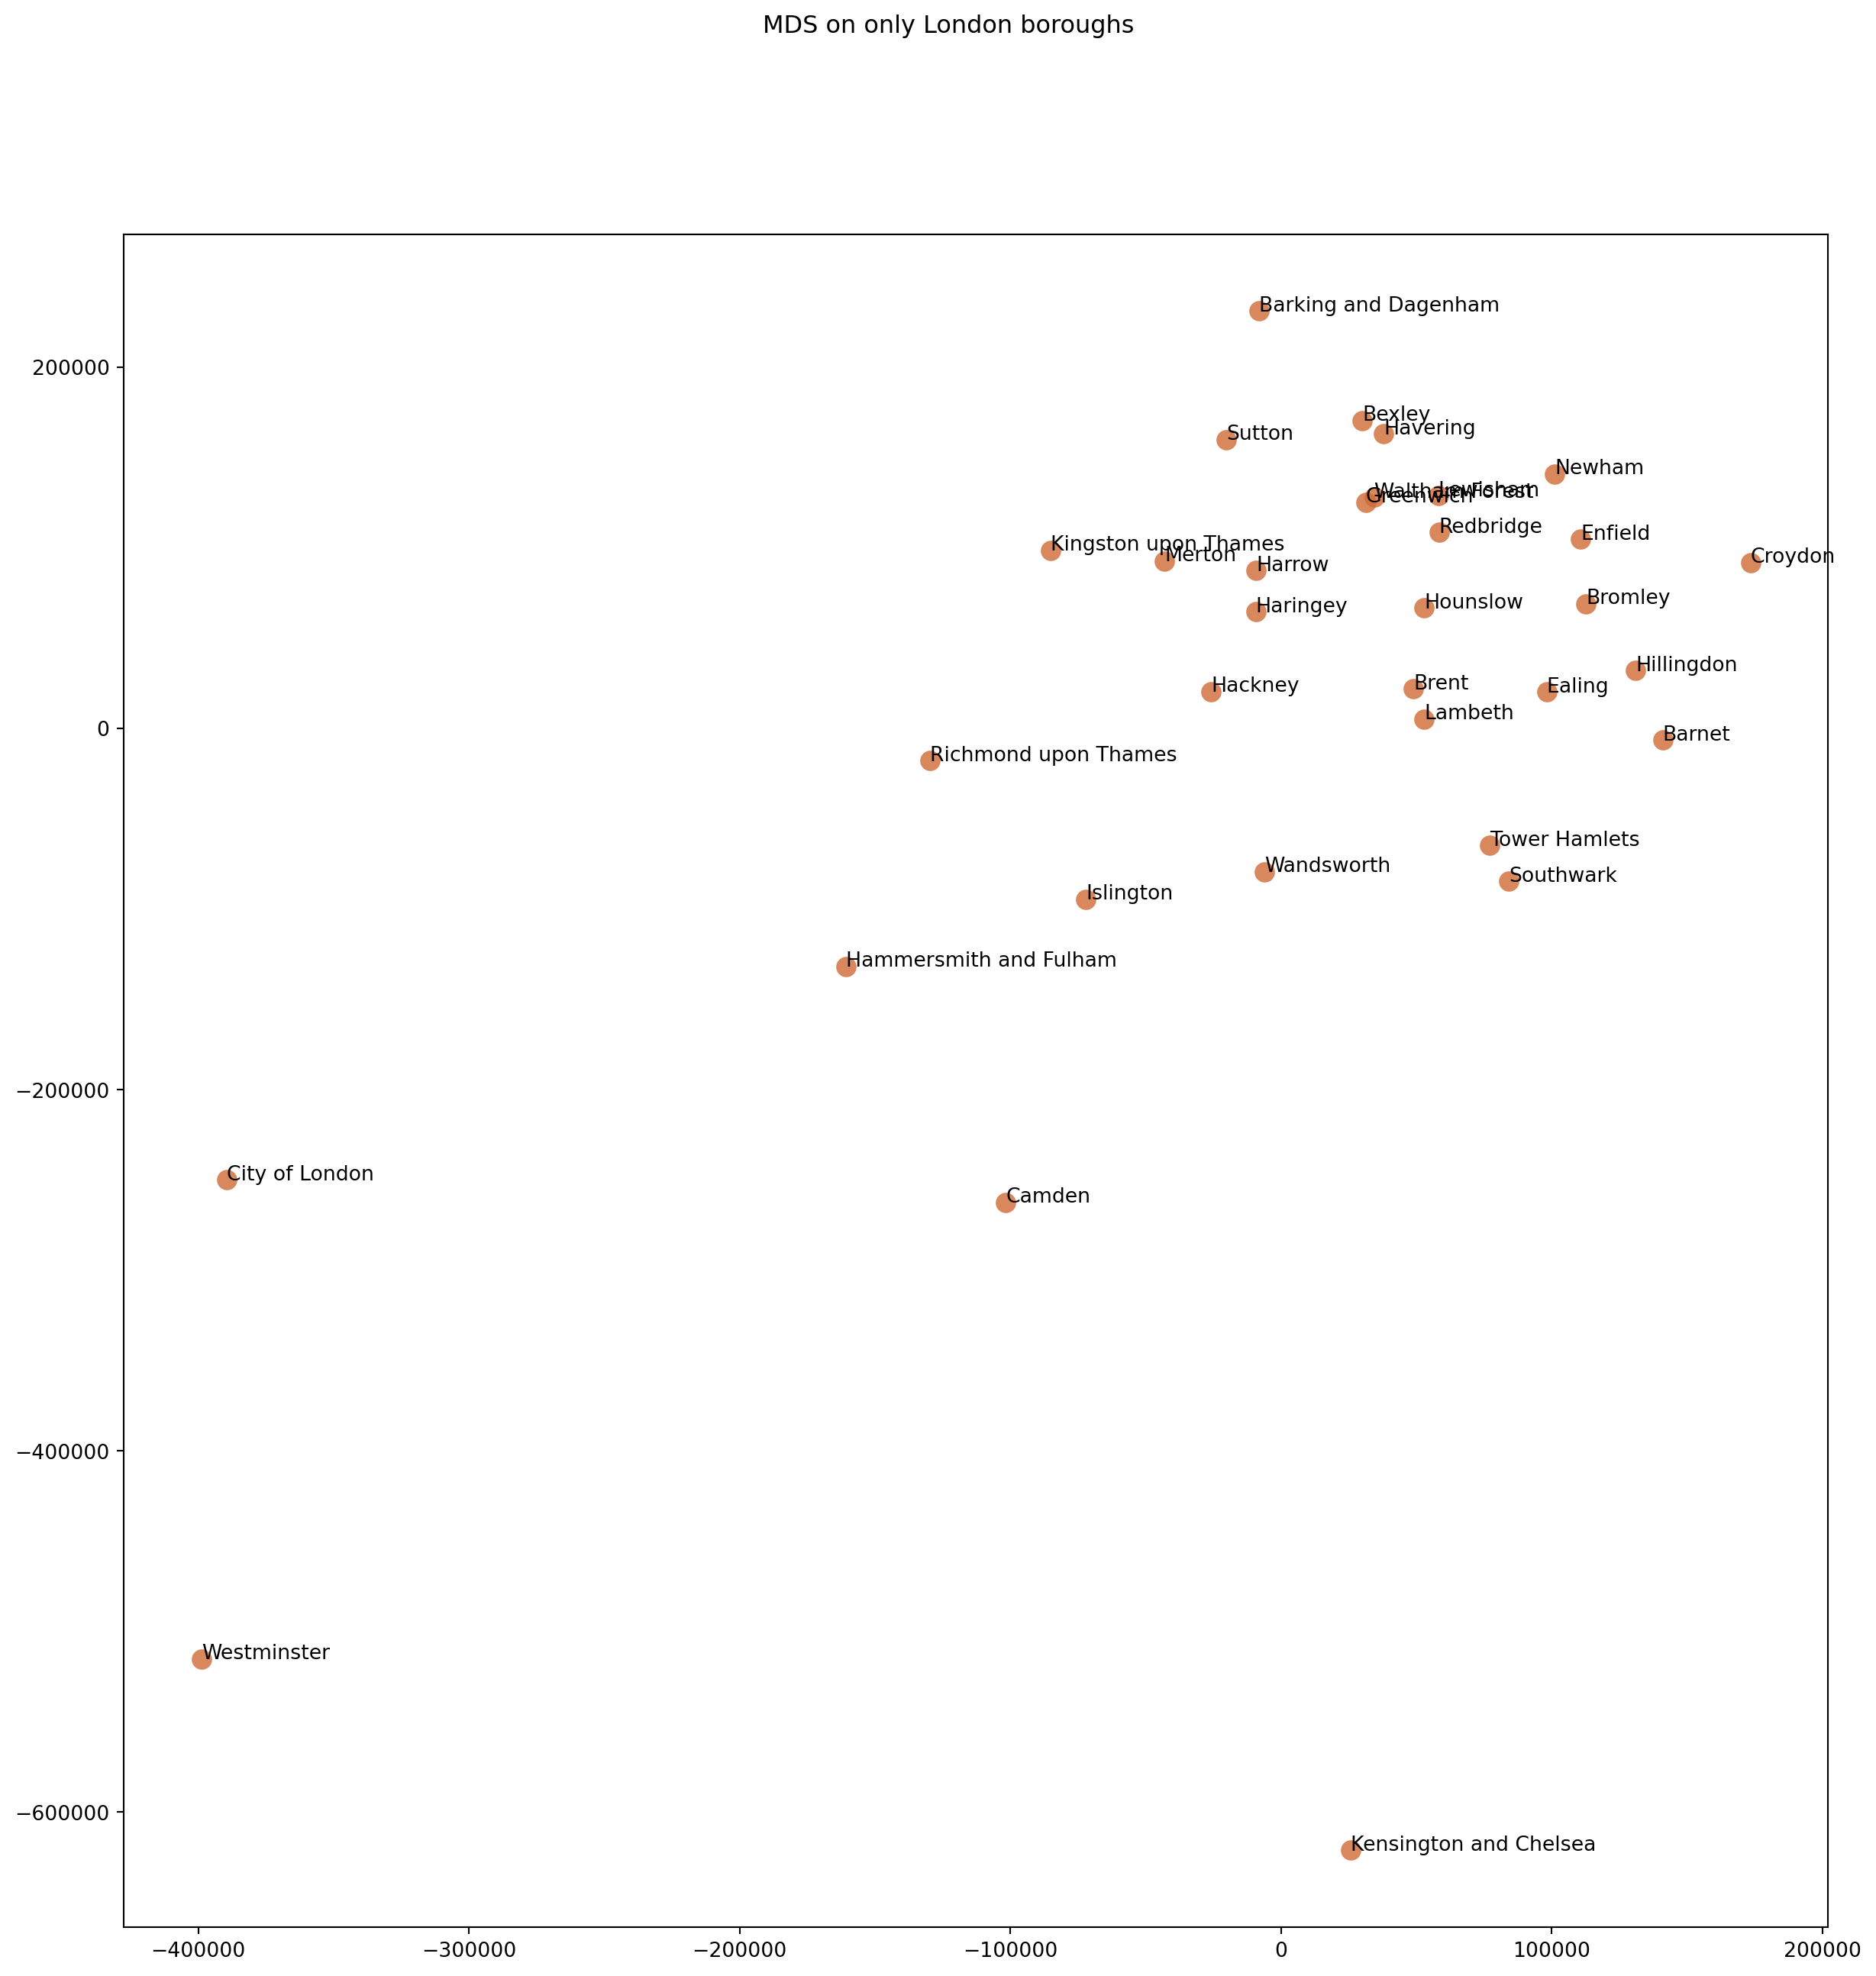 MDS on only London boroughs
Barking and Dagenham
200000
Bexley
Havering
Sutton
Newham
Lewisham
Waltham Forest
Greenwich
Redbridge
Enfield
Kingston upon Thames
Merton
Croydon
Harrow
Bromley
Hounslow
Haringey
Hillingdon
Hackney
Brent
Ealing
Lambeth
0
Barnet
Richmond upon Thames
Tower Hamlets
Wandsworth
Southwark
Islington
Hammersmith and Fulham
−200000
City of London
Camden
−400000
Westminster
−600000
Kensington and Chelsea
−400000
−300000
−200000
−100000
0
100000
200000